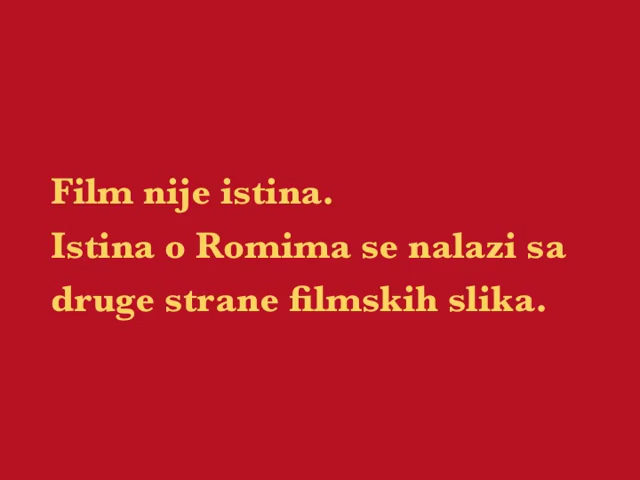 Film nije istina.
Istina o Romima se nalazi sa
druge strane filmskih slika.